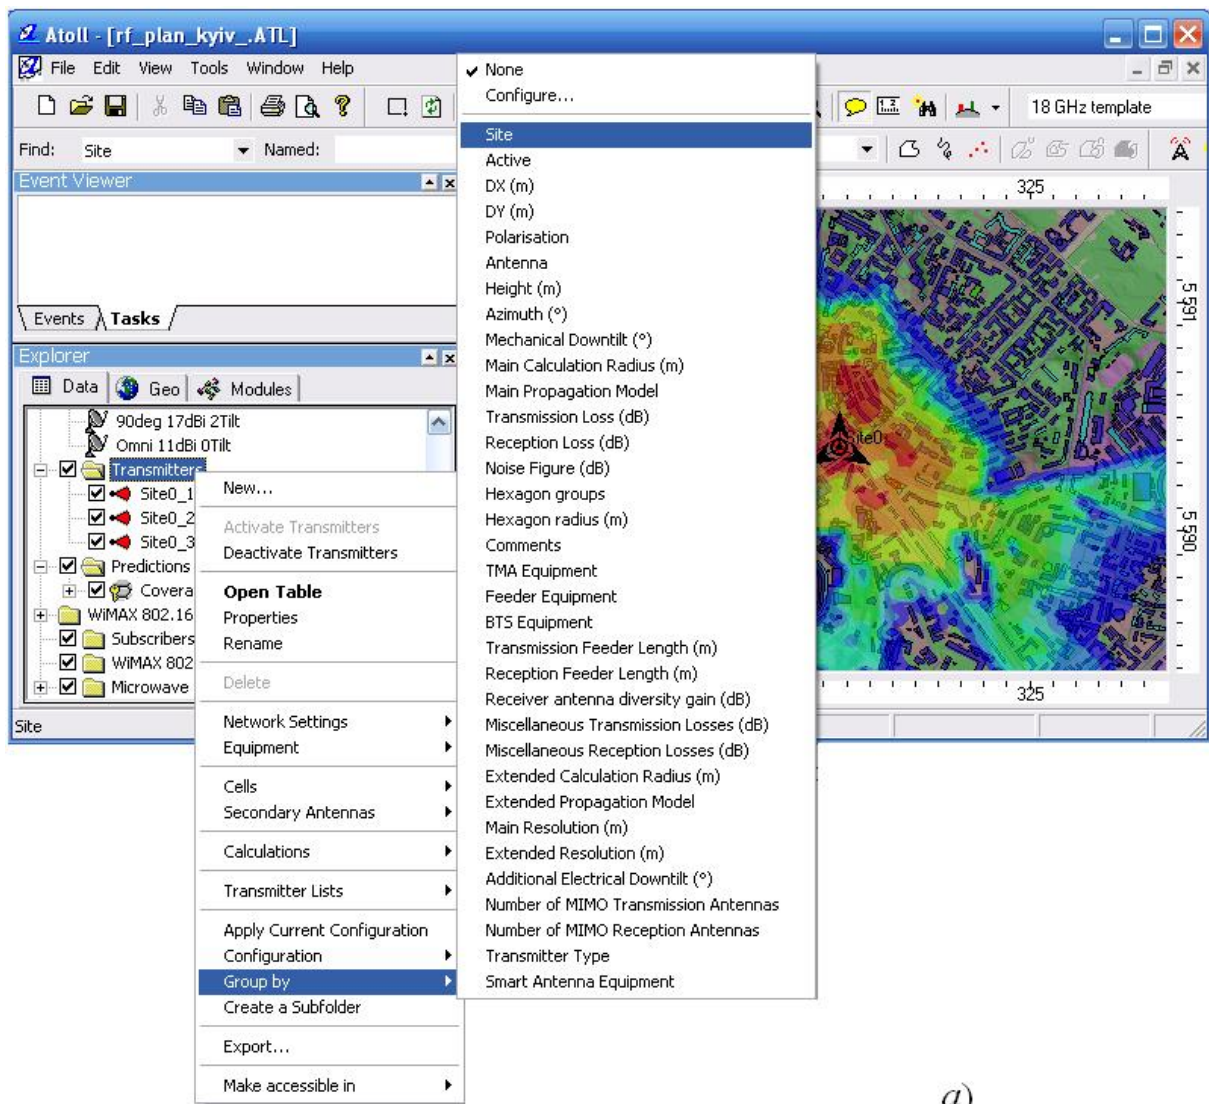 Atoll - [rf_plan_kyiv_.ATL]
File Edit View Tools Window Help
18 GHz template
Find: Site Named:
Event Viewer
Events Tasks
Explorer
Data Geo Modules
90deg 17dBi 2Tilt
Omni 11dBi 0Tilt
Transmitters
Site0_1
Site0_2
Site0_3
Predictions
Covera
WiMAX 802.16
Subscribers
WiMAX 802
Microwave
Site
New...
Activate Transmitters
Deactivate Transmitters
Open Table
Properties
Rename
Delete
Network Settings
Equipment
Cells
Secondary Antennas
Calculations
Transmitter Lists
Apply Current Configuration
Configuration
Group by
Create a Subfolder
Export...
Make accessible in
None
Configure...
Site
Active
DX (m)
DY (m)
Polarisation
Antenna
Height (m)
Azimuth (°)
Mechanical Downtilt (°)
Main Calculation Radius (m)
Main Propagation Model
Transmission Loss (dB)
Reception Loss (dB)
Noise Figure (dB)
Hexagon groups
Hexagon radius (m)
Comments
TMA Equipment
Feeder Equipment
BTS Equipment
Transmission Feeder Length (m)
Reception Feeder Length (m)
Receiver antenna diversity gain (dB)
Miscellaneous Transmission Losses (dB)
Miscellaneous Reception Losses (dB)
Extended Calculation Radius (m)
Extended Propagation Model
Main Resolution (m)
Extended Resolution (m)
Additional Electrical Downtilt (°)
Number of MIMO Transmission Antennas
Number of MIMO Reception Antennas
Transmitter Type
Smart Antenna Equipment
325
5 591
Site0
5 590
325
a)